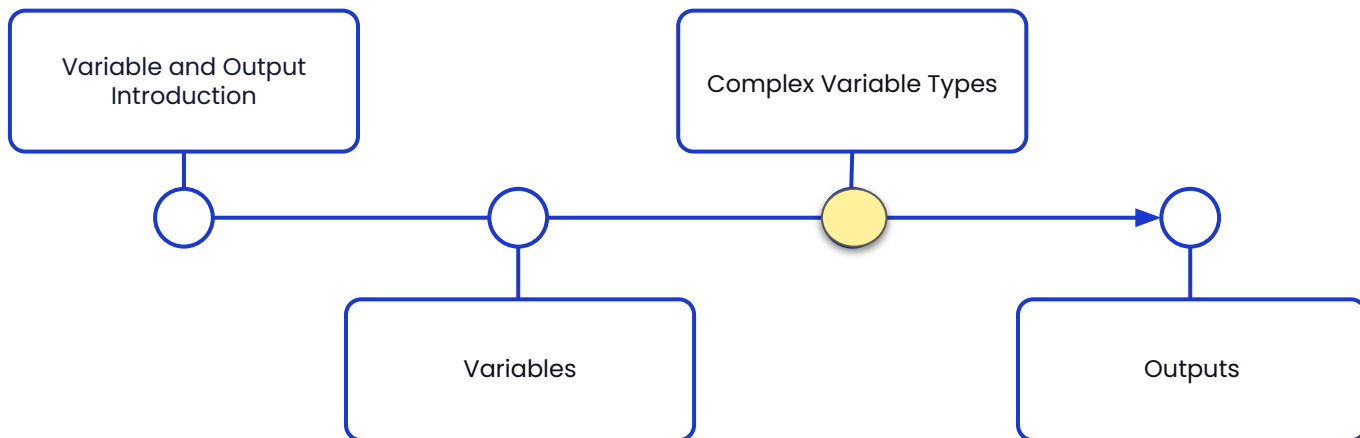 Variable and Output
Introduction
Complex Variable Types
Variables
Outputs